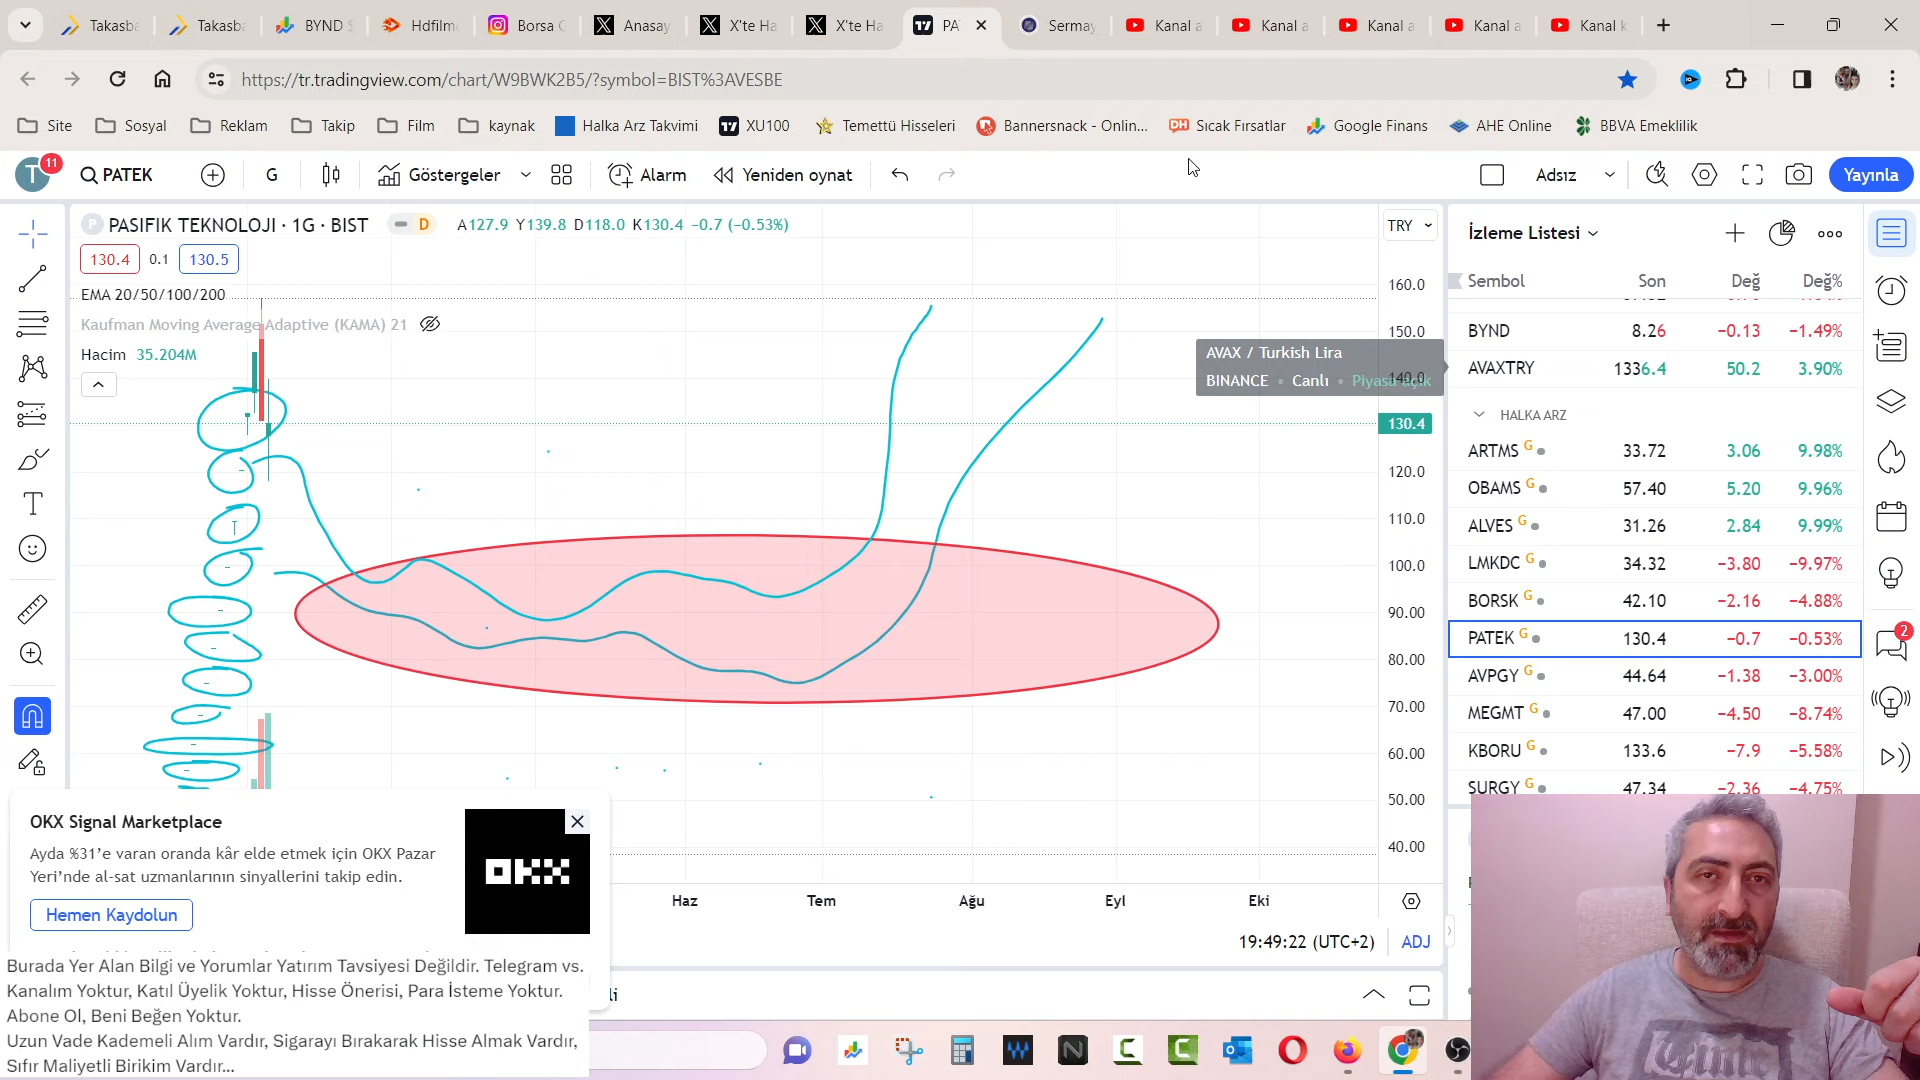 Takasba
Takasba
BYND
Hdfilm
Borsa
Anasay
X'te Ha
X'te Ha
PA
Sermay
Kanal a
Kanal a
Kanal a
Kanal a
Kanal k
https://tr.tradingview.com/chart/W9BWK2B5/?symbol=BIST%3AVESBE
Site
Sosyal
Reklam
Takip
Film
kaynak
Halka Arz Takvimi
XU100
Temettü Hisseleri
Bannersnack - Onlin...
Sıcak Fırsatlar
Google Finans
AHE Online
BBVA Emeklilik
T 11
PATEK
G
Göstergeler
Alarm
Yeniden oynat
Adsız
Yayınla
PASIFIK TEKNOLOJI · 1G · BIST
D
A127.9 Y139.8 D118.0 K130.4 −0.7 (−0.53%)
TRY
130.4 0.1 130.5
EMA 20/50/100/200
Kaufman Moving Average Adaptive (KAMA) 21
Hacim 35.204M
160.0
150.0
140.0
130.4
120.0
110.0
100.0
90.00
80.00
70.00
60.00
50.00
40.00
AVAX / Turkish Lira
BINANCE • Canlı • Piyasa açık
İzleme Listesi
Sembol Son Değ Değ%
BYND 8.26 −0.13 −1.49%
AVAXTRY 1336.4 50.2 3.90%
HALKA ARZ
ARTMS G 33.72 3.06 9.98%
OBAMS G 57.40 5.20 9.96%
ALVES G 31.26 2.84 9.99%
LMKDC G 34.32 −3.80 −9.97%
BORSK G 42.10 −2.16 −4.88%
PATEK G 130.4 −0.7 −0.53%
AVPGY G 44.64 −1.38 −3.00%
MEGMT G 47.00 −4.50 −8.74%
KBORU G 133.6 −7.9 −5.58%
SURGY G 47.34 −2.36 −4.75%
2
OKX Signal Marketplace
Ayda %31'e varan oranda kâr elde etmek için OKX Pazar
Yeri'nde al-sat uzmanlarının sinyallerini takip edin.
Hemen Kaydolun
OKX
Haz Tem Ağu Eyl Eki
19:49:22 (UTC+2) ADJ
Burada Yer Alan Bilgi ve Yorumlar Yatırım Tavsiyesi Değildir. Telegram vs.
Kanalım Yoktur, Katıl Üyelik Yoktur, Hisse Önerisi, Para İsteme Yoktur.
Abone Ol, Beni Beğen Yoktur.
Uzun Vade Kademeli Alım Vardır, Sigarayı Bırakarak Hisse Almak Vardır,
Sıfır Maliyetli Birikim Vardır...